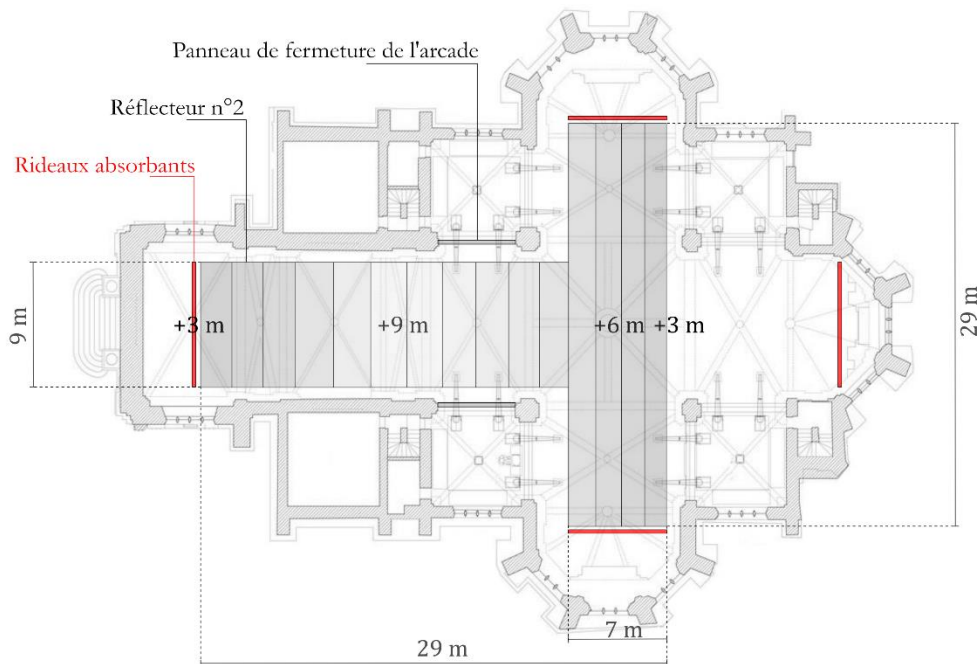 Panneau de fermeture de l'arcade
Réflecteur n°2
Rideaux absorbants
9 m
+3 m
+9 m
+6 m
+3 m
29 m
7 m
29 m